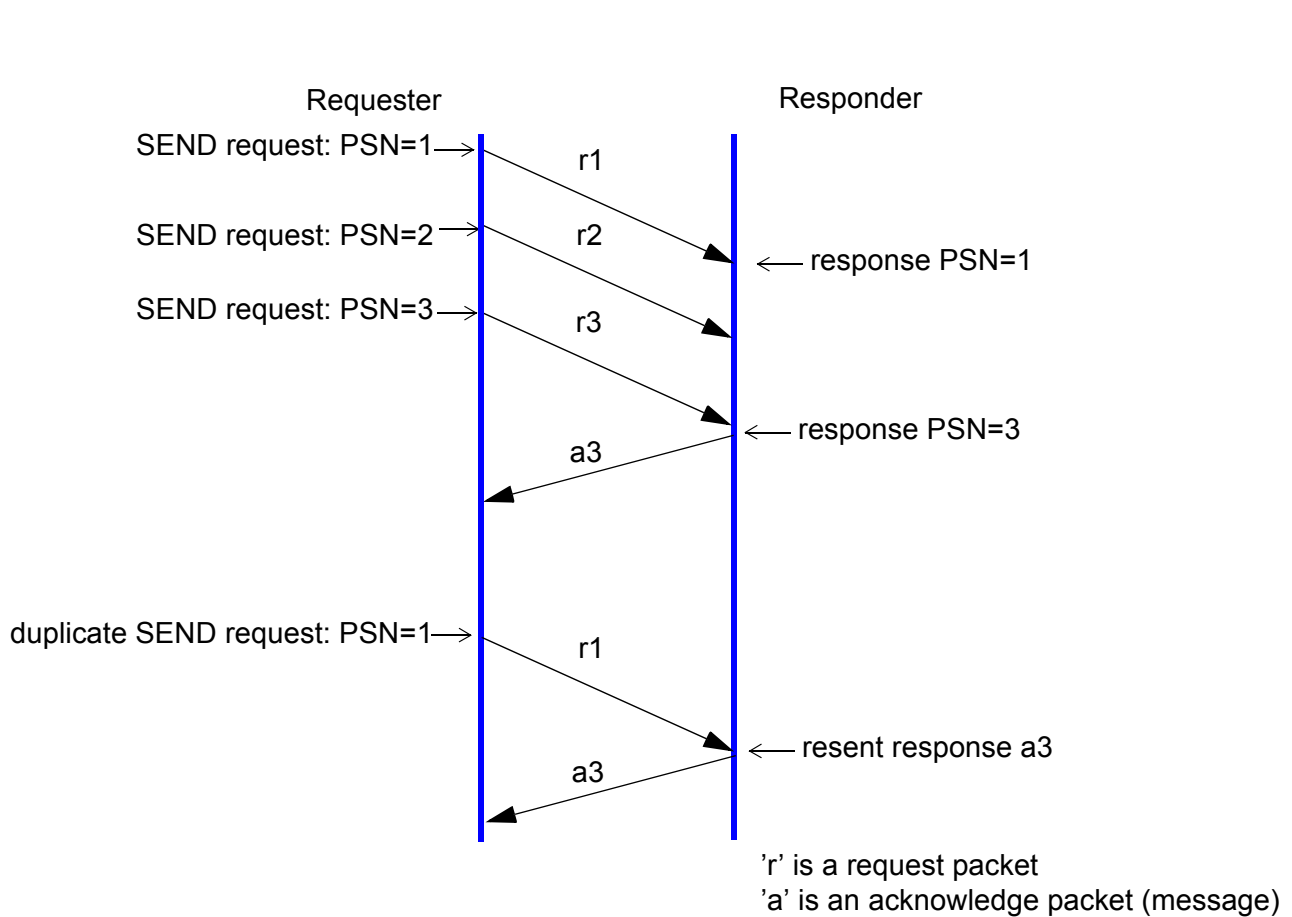 Requester
Responder
SEND request: PSN=1
r1
SEND request: PSN=2
r2
response PSN=1
SEND request: PSN=3
r3
response PSN=3
a3
duplicate SEND request: PSN=1
r1
resent response a3
a3
’r’ is a request packet
’a’ is an acknowledge packet (message)